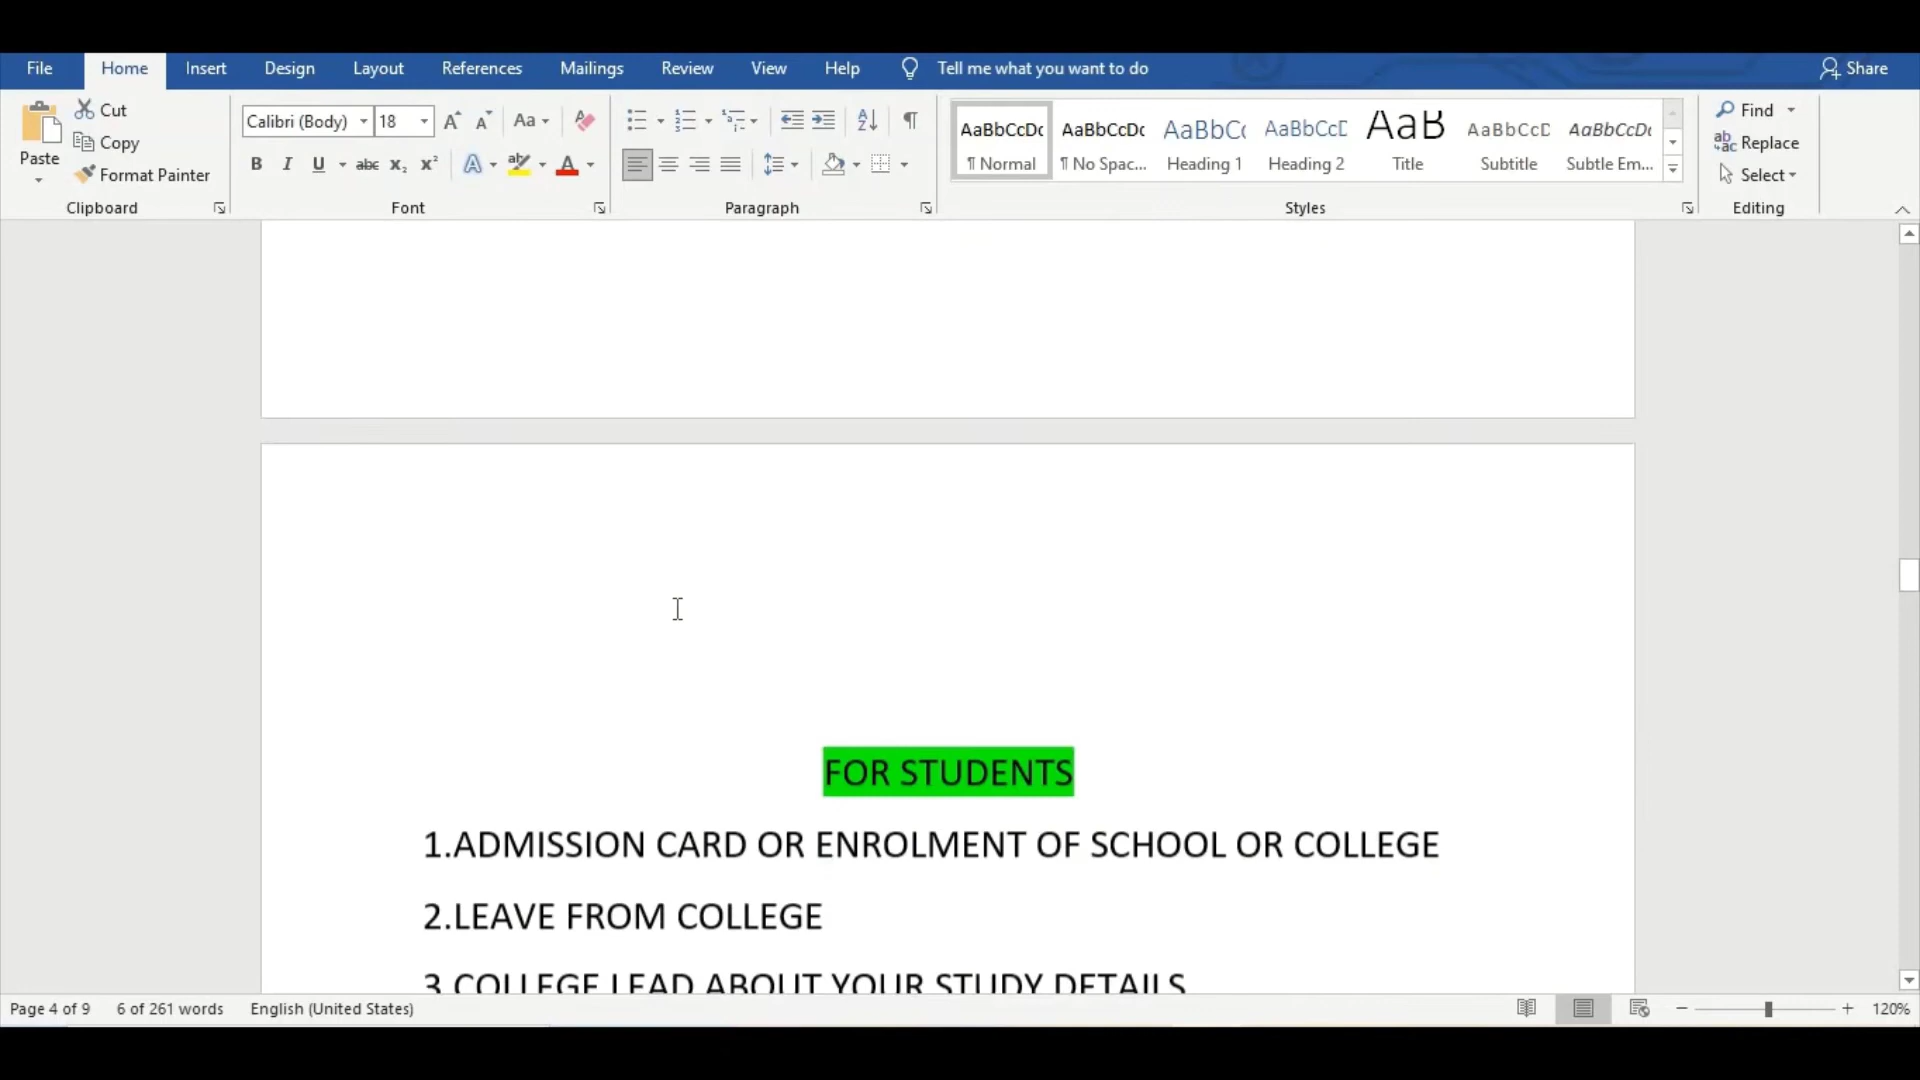 File Home Insert Design Layout References Mailings Review View Help Tell me what you want to do Share
Paste
Cut
Copy
Format Painter
Clipboard
Calibri (Body) 18
Font
Paragraph
AaBbCcDc AaBbCcDc AaBbCc AaBbCcD AaB AaBbCcD AaBbCcDc
¶ Normal ¶ No Spac... Heading 1 Heading 2 Title Subtitle Subtle Em...
Styles
Find
Replace
Select
Editing
FOR STUDENTS
1.ADMISSION CARD OR ENROLMENT OF SCHOOL OR COLLEGE
2.LEAVE FROM COLLEGE
3.COLLEGE LEAD ABOUT YOUR STUDY DETAILS
Page 4 of 9 6 of 261 words English (United States) 120%